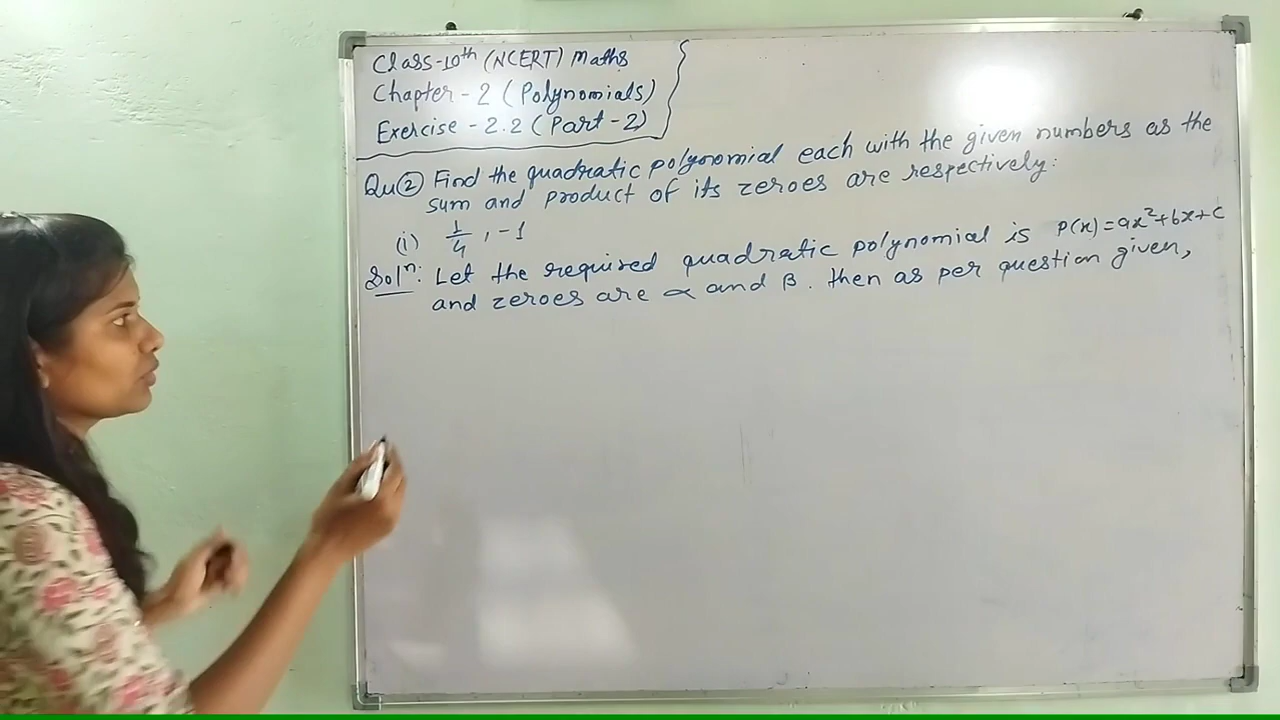 Class-10th (NCERT) Maths
Chapter - 2 (Polynomials)
Exercise - 2.2 (Part-2)
Qu② Find the quadratic polynomial each with the given numbers as the
sum and product of its zeroes are respectively:
(i) 1/4 , -1
Solⁿ: Let the required quadratic polynomial is P(x)=ax²+bx+c
and zeroes are α and β. then as per question given,